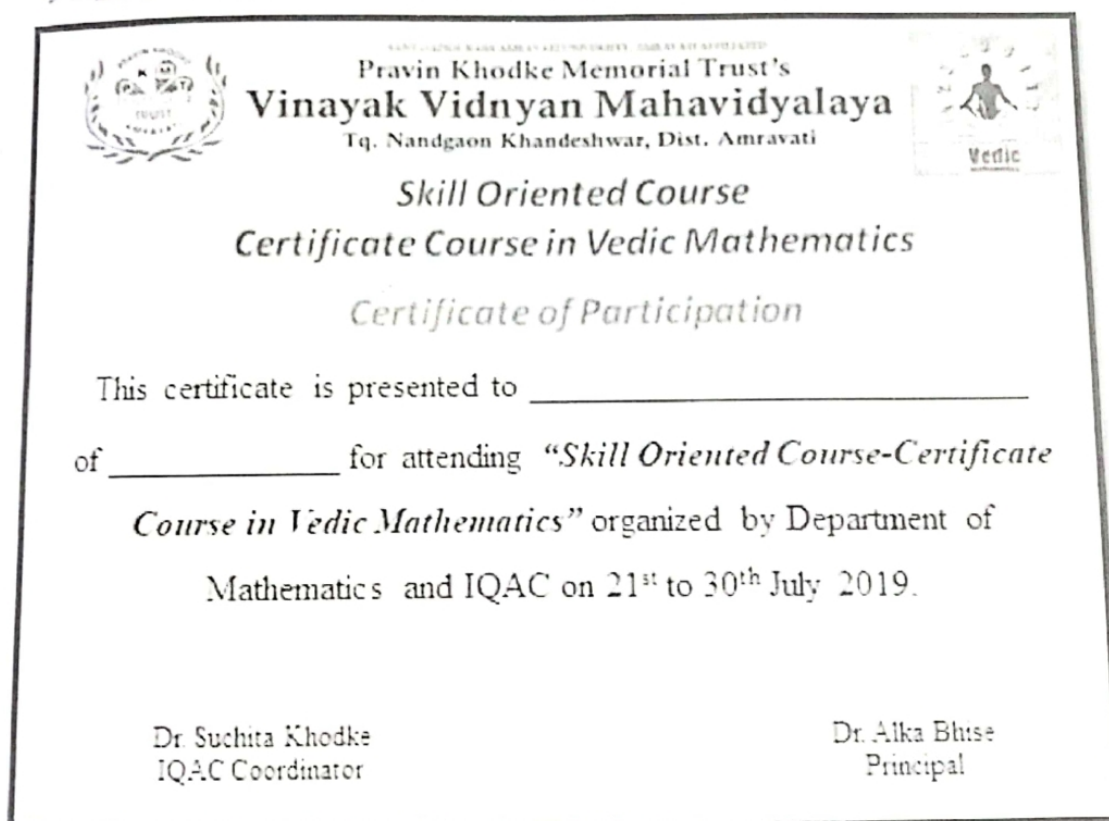 Pravin Khodke Memorial Trust's
Vinayak Vidnyan Mahavidyalaya
Tq. Nandgaon Khandeshwar, Dist. Amravati
P K M T
TRUST
Vedic
Skill Oriented Course
Certificate Course in Vedic Mathematics
Certificate of Participation
This certificate is presented to
of for attending “Skill Oriented Course-Certificate
Course in Vedic Mathematics” organized by Department of
Mathematics and IQAC on 21st to 30th July 2019.
Dr. Suchita Khodke
IQAC Coordinator
Dr. Alka Bhise
Principal